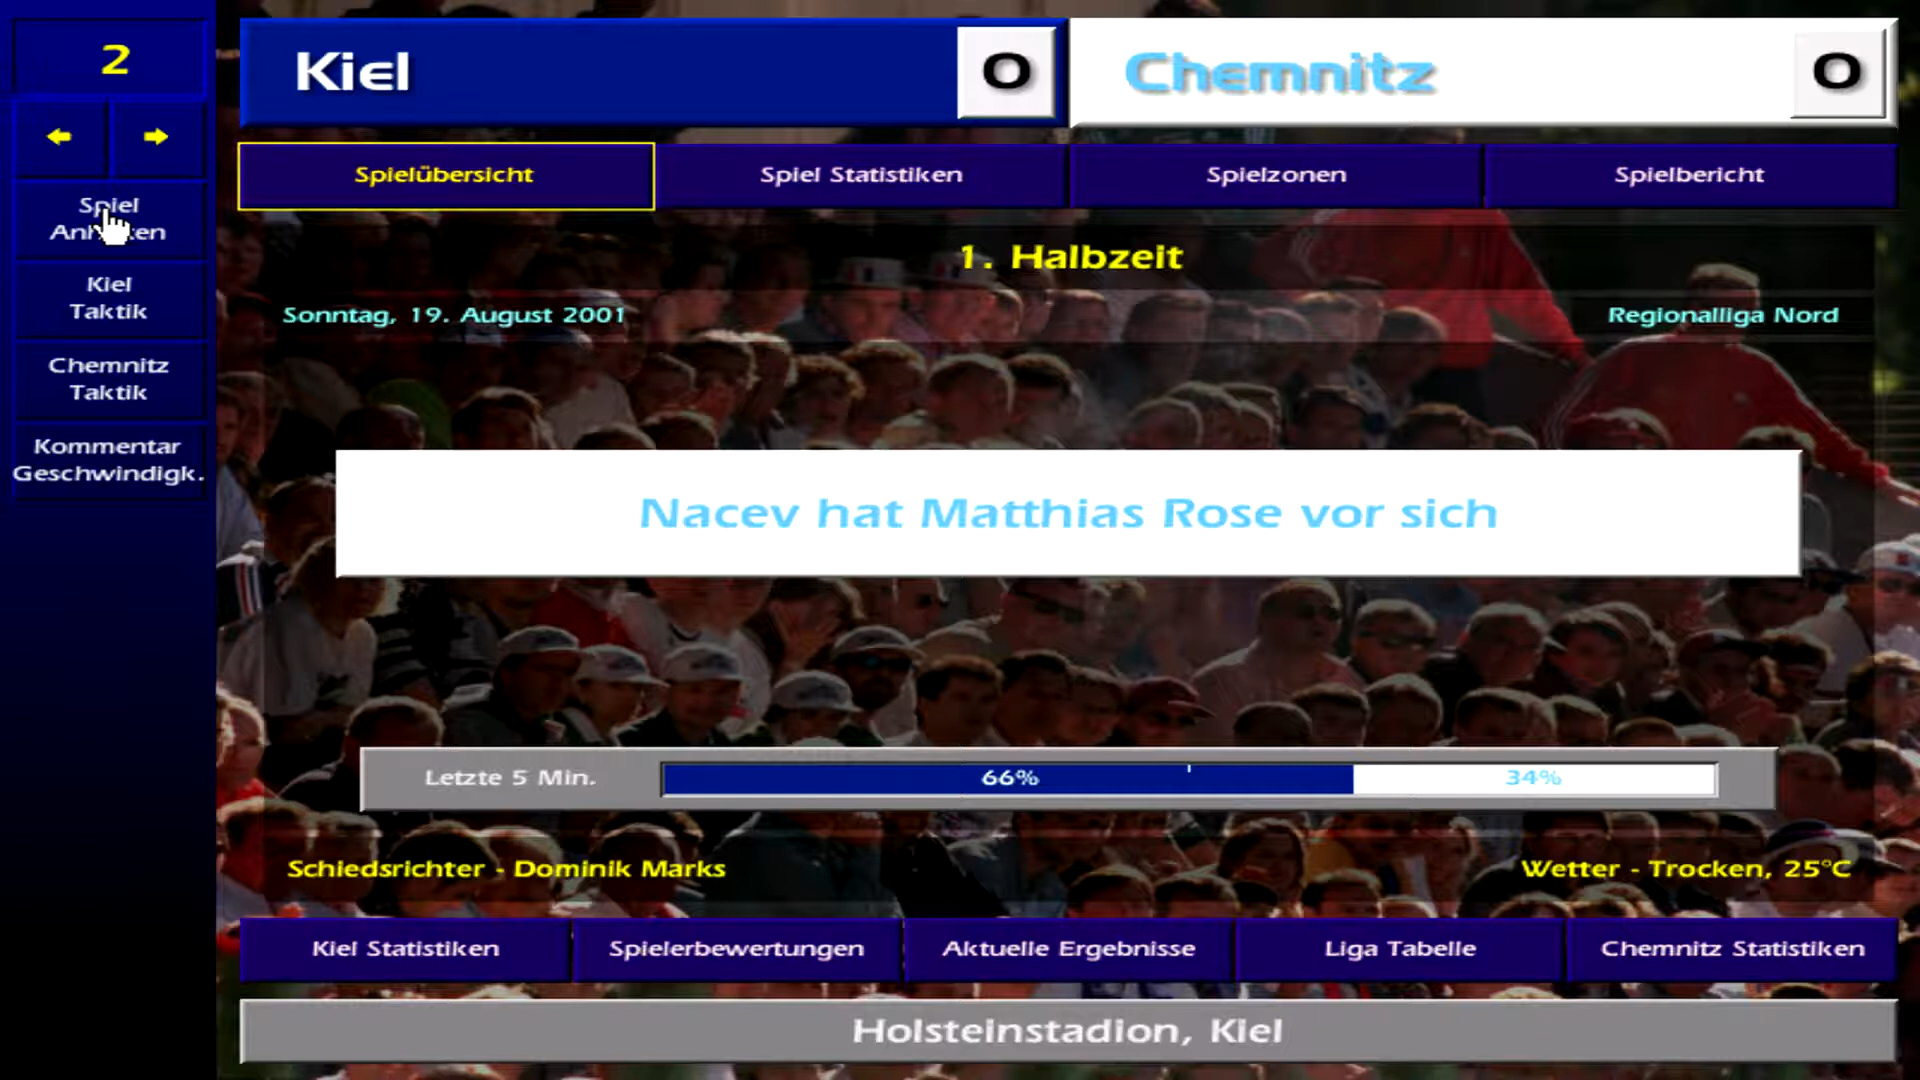 2
Kiel 0 Chemnitz 0
Spielübersicht Spiel Statistiken Spielzonen Spielbericht
Spiel
Kiel
Taktik
Chemnitz
Taktik
Kommentar
Geschwindigk.
1. Halbzeit
Sonntag, 19. August 2001 Regionalliga Nord
Nacev hat Matthias Rose vor sich
Letzte 5 Min. 66% 34%
Schiedsrichter - Dominik Marks Wetter - Trocken, 25°C
Kiel Statistiken Spielerbewertungen Aktuelle Ergebnisse Liga Tabelle Chemnitz Statistiken
Holsteinstadion, Kiel